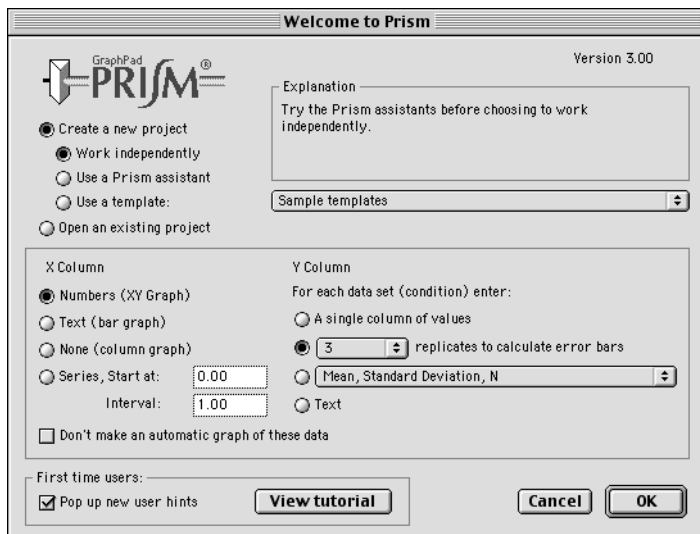 Welcome to Prism
GraphPad
PRISM®
Version 3.00
Explanation
Try the Prism assistants before choosing to work
independently.
Create a new project
Work independently
Use a Prism assistant
Use a template:
Sample templates
Open an existing project
X Column
Numbers (XY Graph)
Text (bar graph)
None (column graph)
Series, Start at: 0.00
Interval: 1.00
Y Column
For each data set (condition) enter:
A single column of values
3 replicates to calculate error bars
Mean, Standard Deviation, N
Text
Don't make an automatic graph of these data
First time users:
Pop up new user hints
View tutorial
Cancel
OK